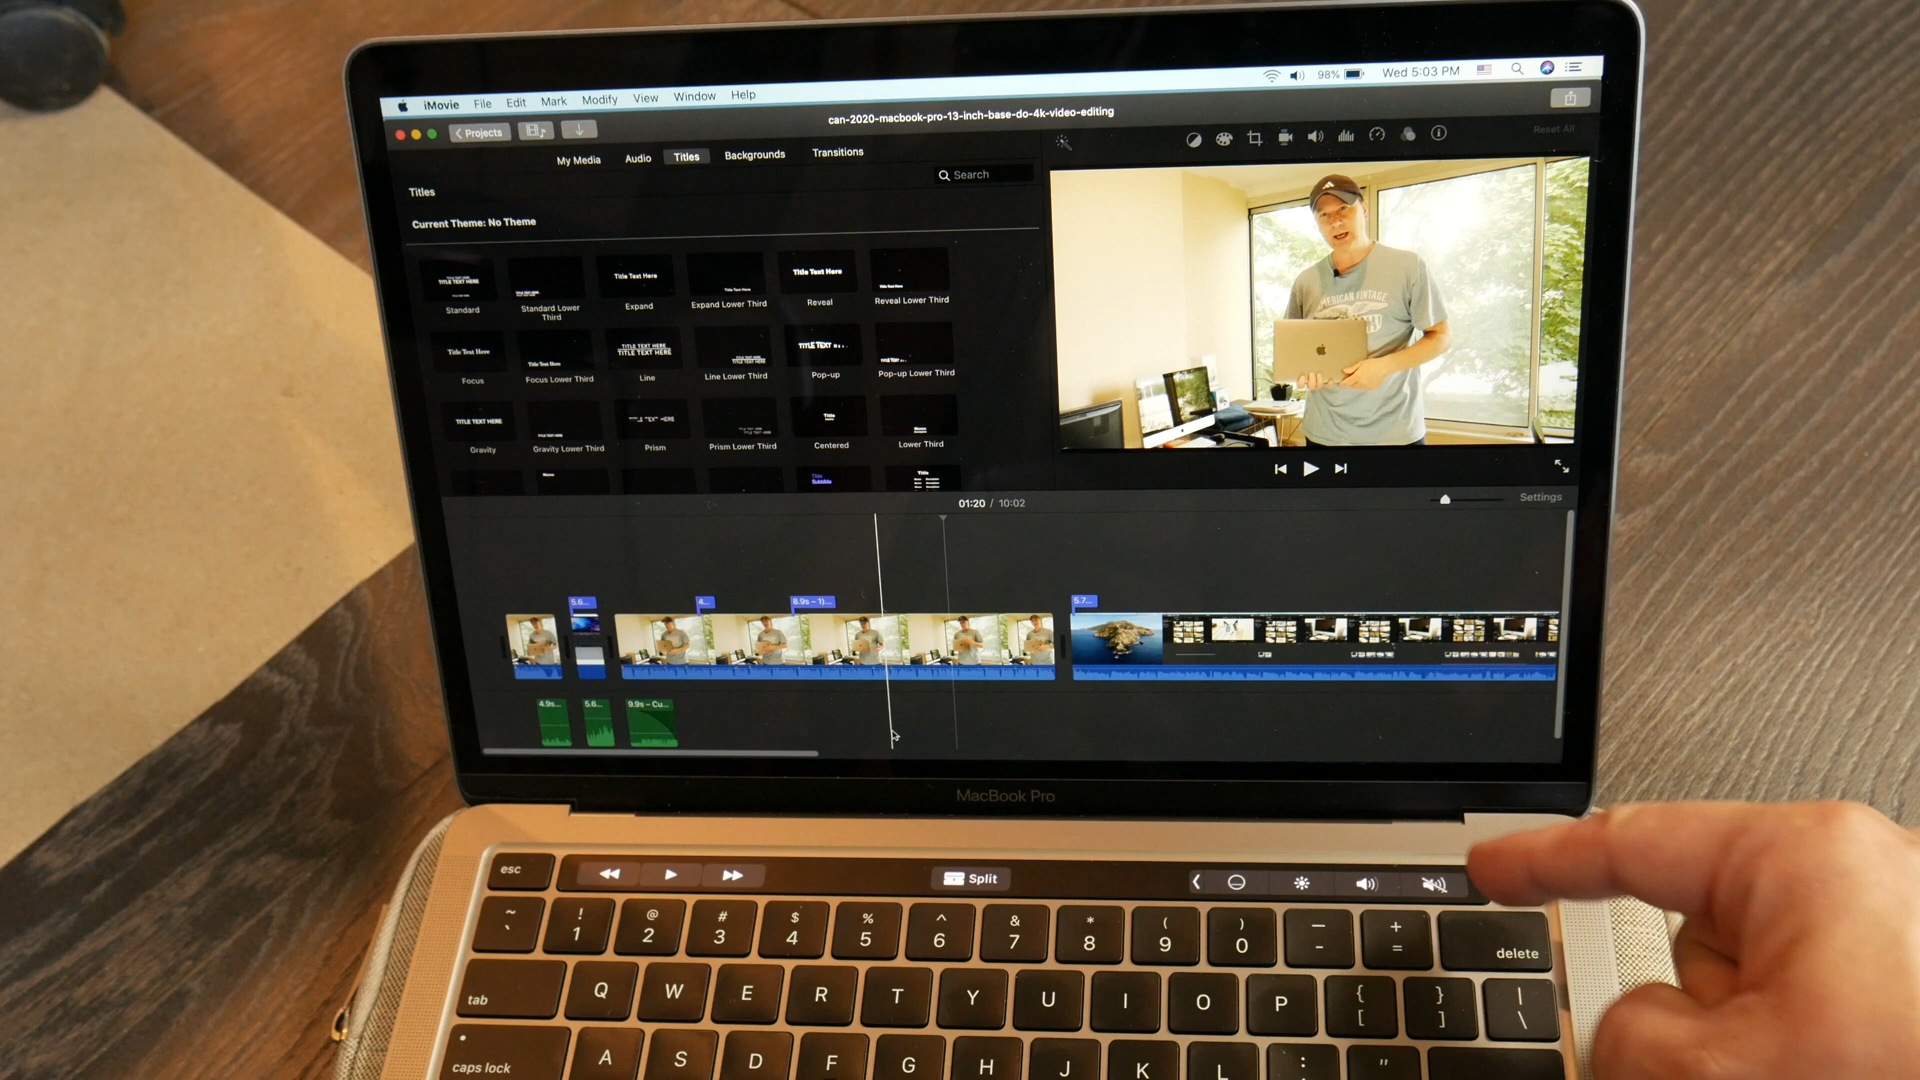 iMovie File Edit Mark Modify View Window Help
98% Wed 5:03 PM
Projects
can-2020-macbook-pro-13-inch-base-do-4k-video-editing
My Media Audio Titles Backgrounds Transitions
Reset All
Titles
Search
Current Theme: No Theme
TITLE TEXT HERE
Title Text Here
Title Text Here
Standard
Standard Lower Third
Expand
Expand Lower Third
Reveal
Reveal Lower Third
Title Text Here
TITLE TEXT HERE
TITLE TEXT HERE
TITLE TEXT
Focus
Focus Lower Third
Line
Line Lower Third
Pop-up
Pop-up Lower Third
TITLE TEXT HERE
Title
Gravity
Gravity Lower Third
Prism
Prism Lower Third
Centered
Lower Third
Title
Subtitle
Title
AMERICAN VINTAGE
01:20 / 10:02
Settings
5.6...
4...
8.9s – 1)...
5.7...
4.9s...
5.6...
9.9s – Cu...
MacBook Pro
esc
Split
~ ` ! 1 @ 2 # 3 $ 4 % 5 ^ 6 & 7 * 8 ( 9 ) 0 — - + = delete
tab Q W E R T Y U I O P { [ } ] | \
caps lock A S D F G H J K L : "